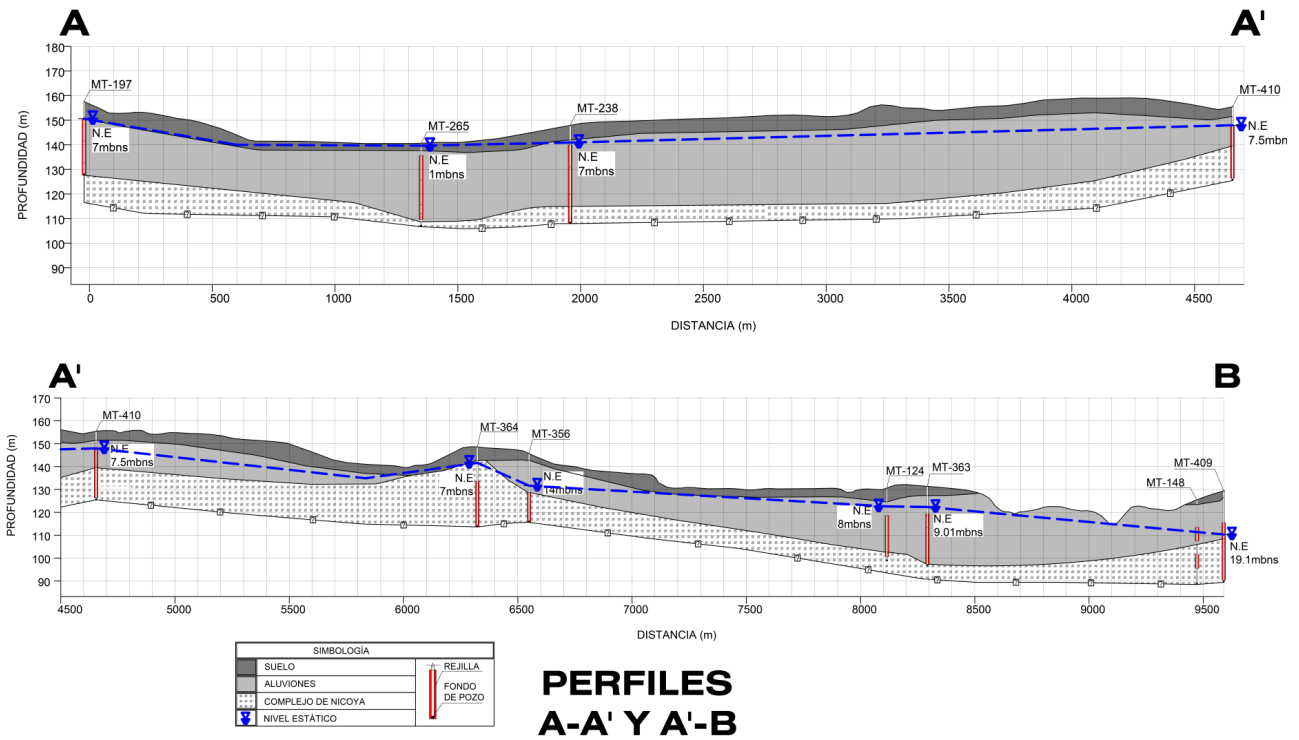 A
A'
180
170
160
150
140
130
120
110
100
90
PROFUNDIDAD (m)
MT-197
N.E
7mbns
MT-265
N.E
1mbns
MT-238
N.E
7mbns
MT-410
N.E
7.5mbn
? ? ? ? ? ? ? ? ? ? ? ? ?
0 500 1000 1500 2000 2500 3000 3500 4000 4500
DISTANCIA (m)
A'
B
170
160
150
140
130
120
110
100
90
PROFUNDIDAD (m)
MT-410
N.E
7.5mbns
MT-364
N.E
7mbns
MT-356
N.E
14mbns
MT-124
N.E
8mbns
MT-363
N.E
9.01mbns
MT-148
MT-409
N.E
19.1mbns
? ? ? ? ? ? ? ? ? ? ? ? ?
4500 5000 5500 6000 6500 7000 7500 8000 8500 9000 9500
DISTANCIA (m)
SIMBOLOGÍA
SUELO
ALUVIONES
COMPLEJO DE NICOYA
NIVEL ESTÁTICO
REJILLA
FONDO
DE POZO
PERFILES
A-A' Y A'-B